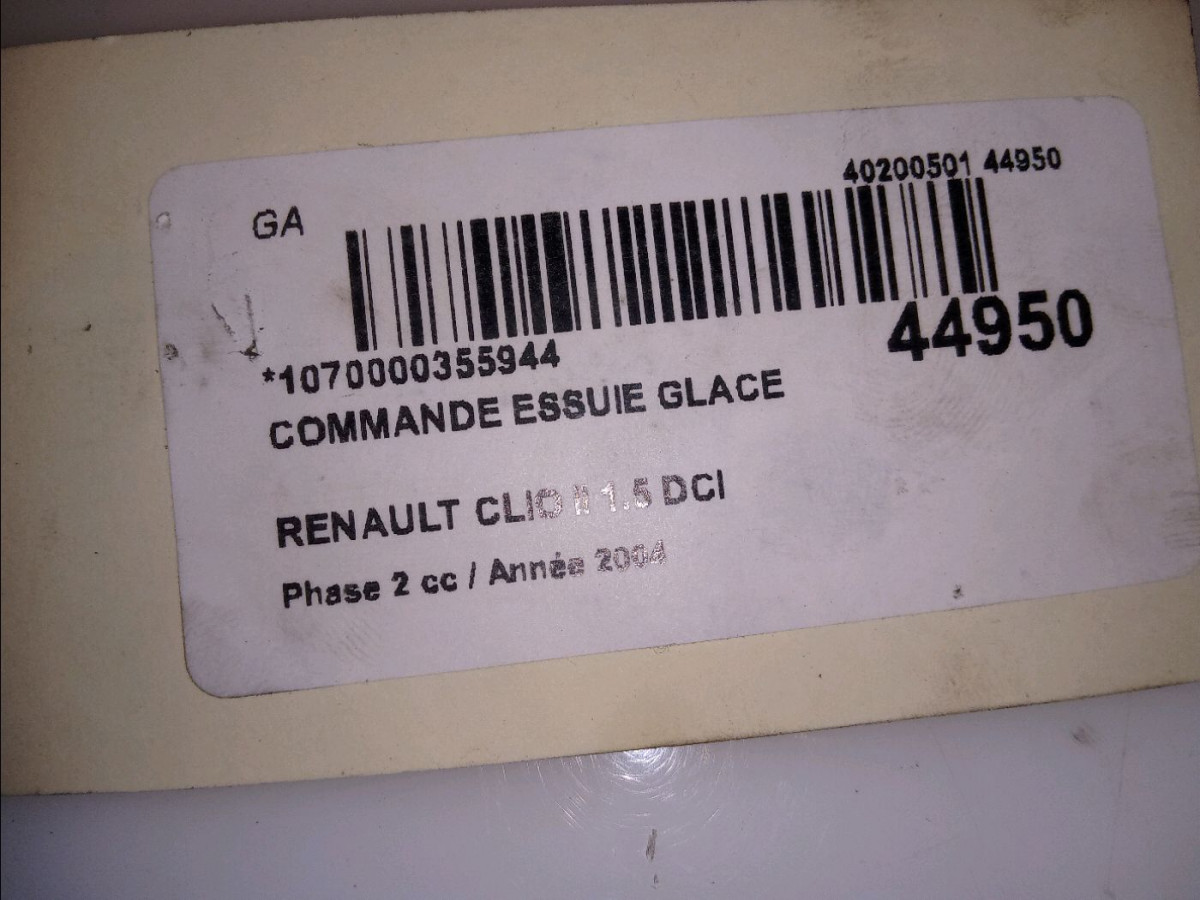 40200501 44950
GA
44950
*1070000355944
COMMANDE ESSUIE GLACE
RENAULT CLIO II 1.5 DCI
Phase 2 cc / Année 2004